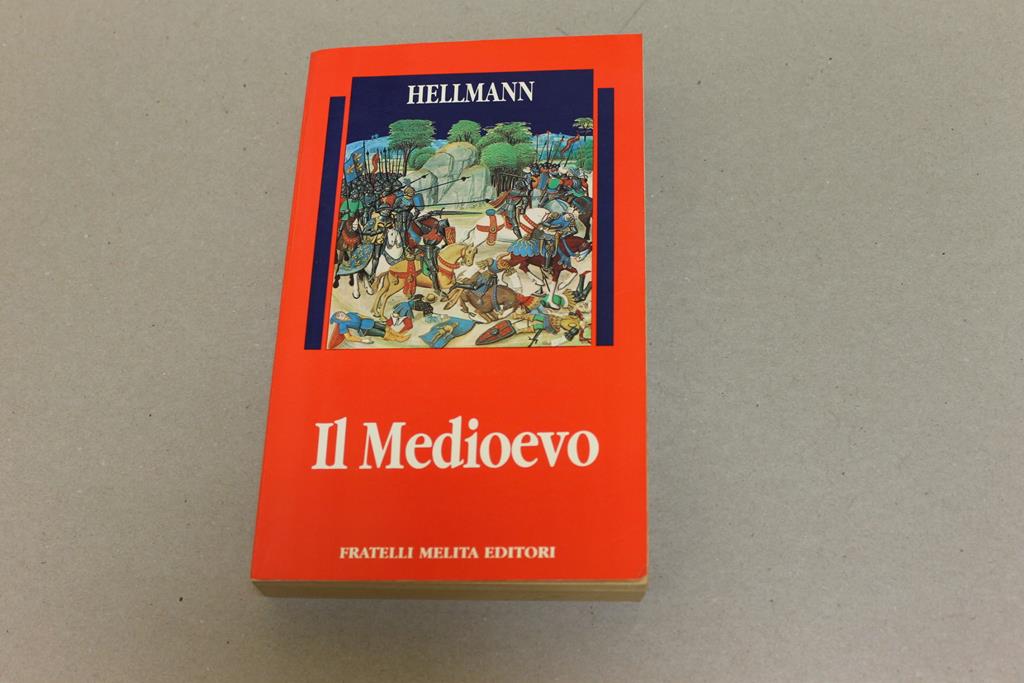 HELLMANN
Il Medioevo
FRATELLI MELITA EDITORI